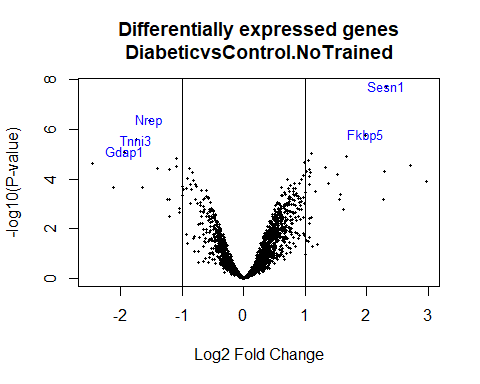 Differentially expressed genes
DiabeticvsControl.NoTrained
8
6
4
2
0
-log10(P-value)
Sesn1
Nrep
Fkbp5
Tnni3
Gdap1
-2
-1
0
1
2
3
Log2 Fold Change